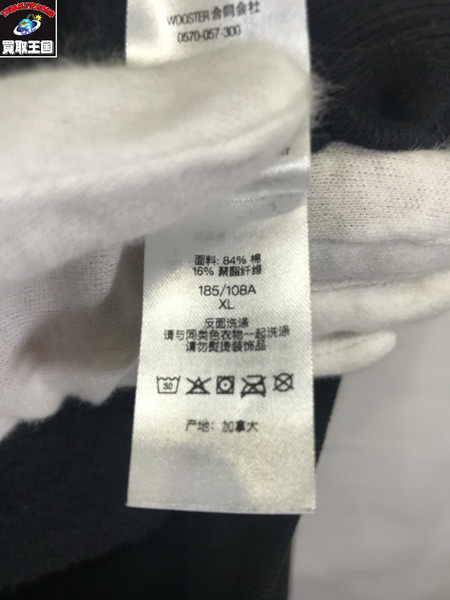 買取王国
WOOSTER 合同会社
0570-057-300
面料: 84% 棉
16% 聚酯纤维
185/108A
XL
反面洗涤
请与同类色衣物一起洗涤
请勿熨烫装饰品
30
产地: 加拿大